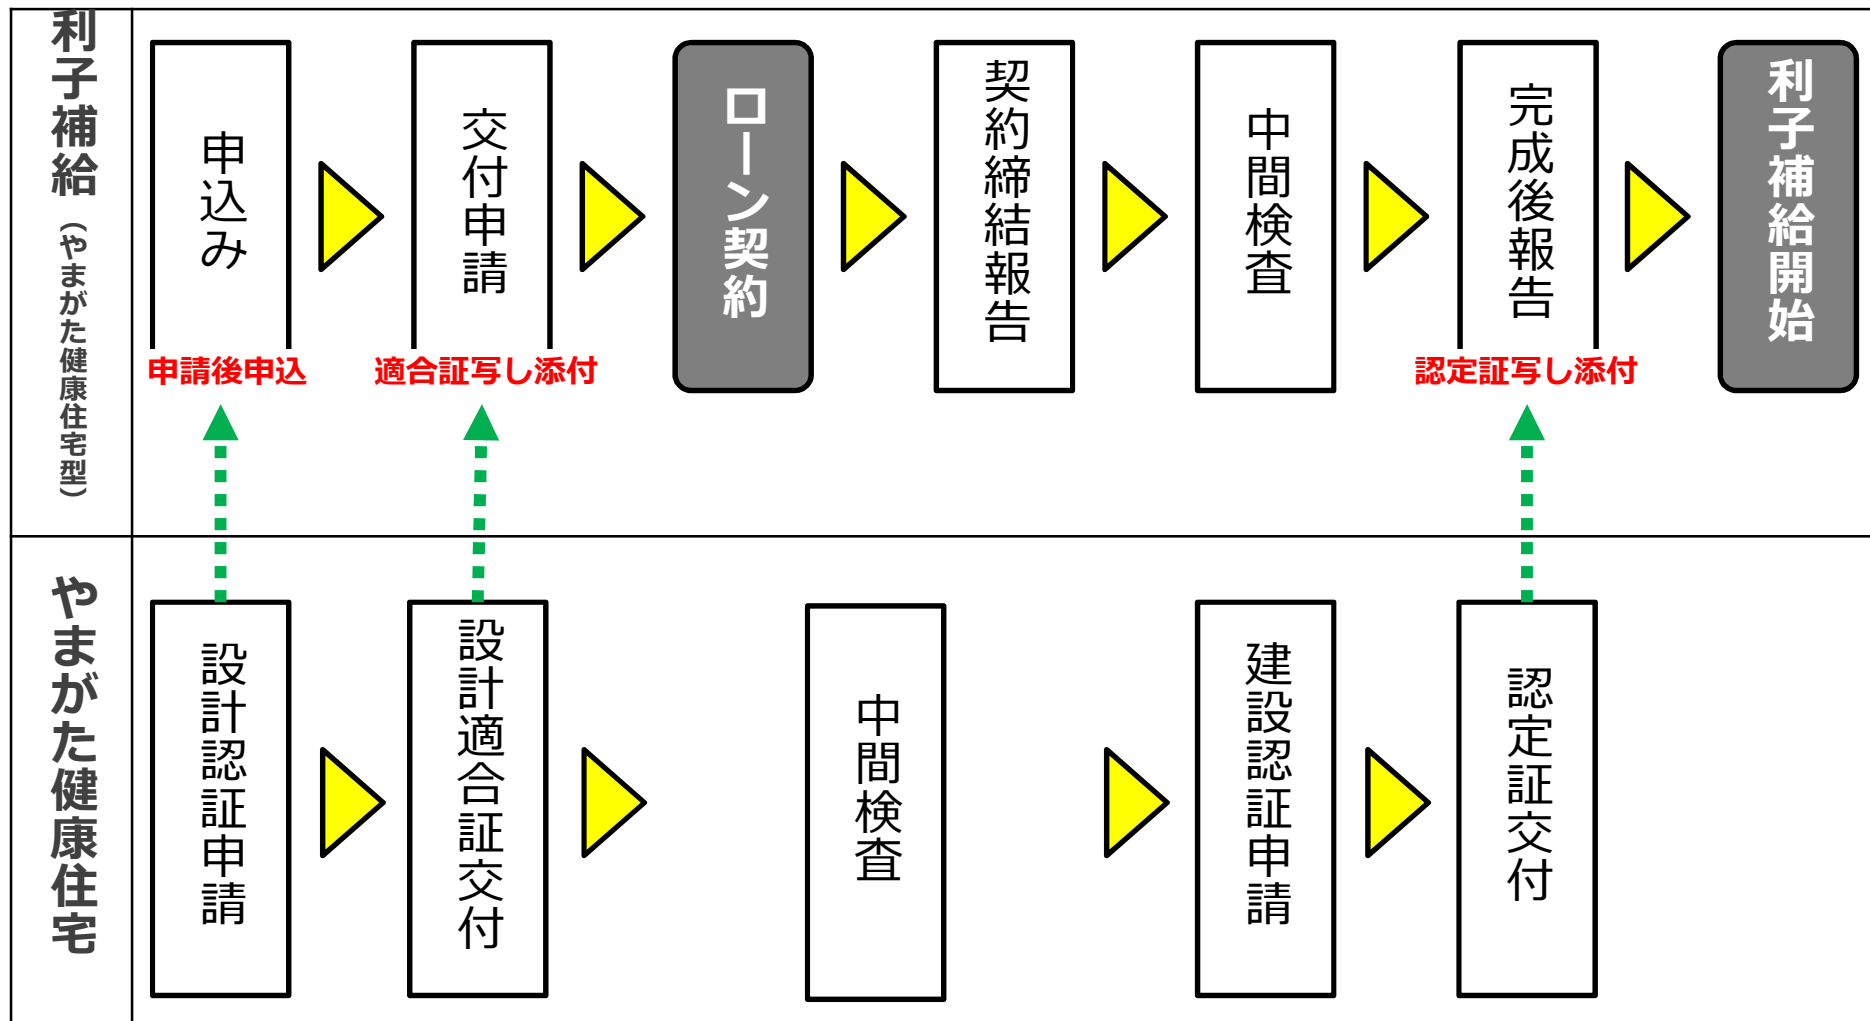 利子補給（やまがた健康住宅型）
申込み
申請後申込
交付申請
適合証写し添付
ローン契約
契約締結報告
中間検査
完成後報告
認定証写し添付
利子補給開始
やまがた健康住宅
設計認証申請
設計適合証交付
中間検査
建設認証申請
認定証交付